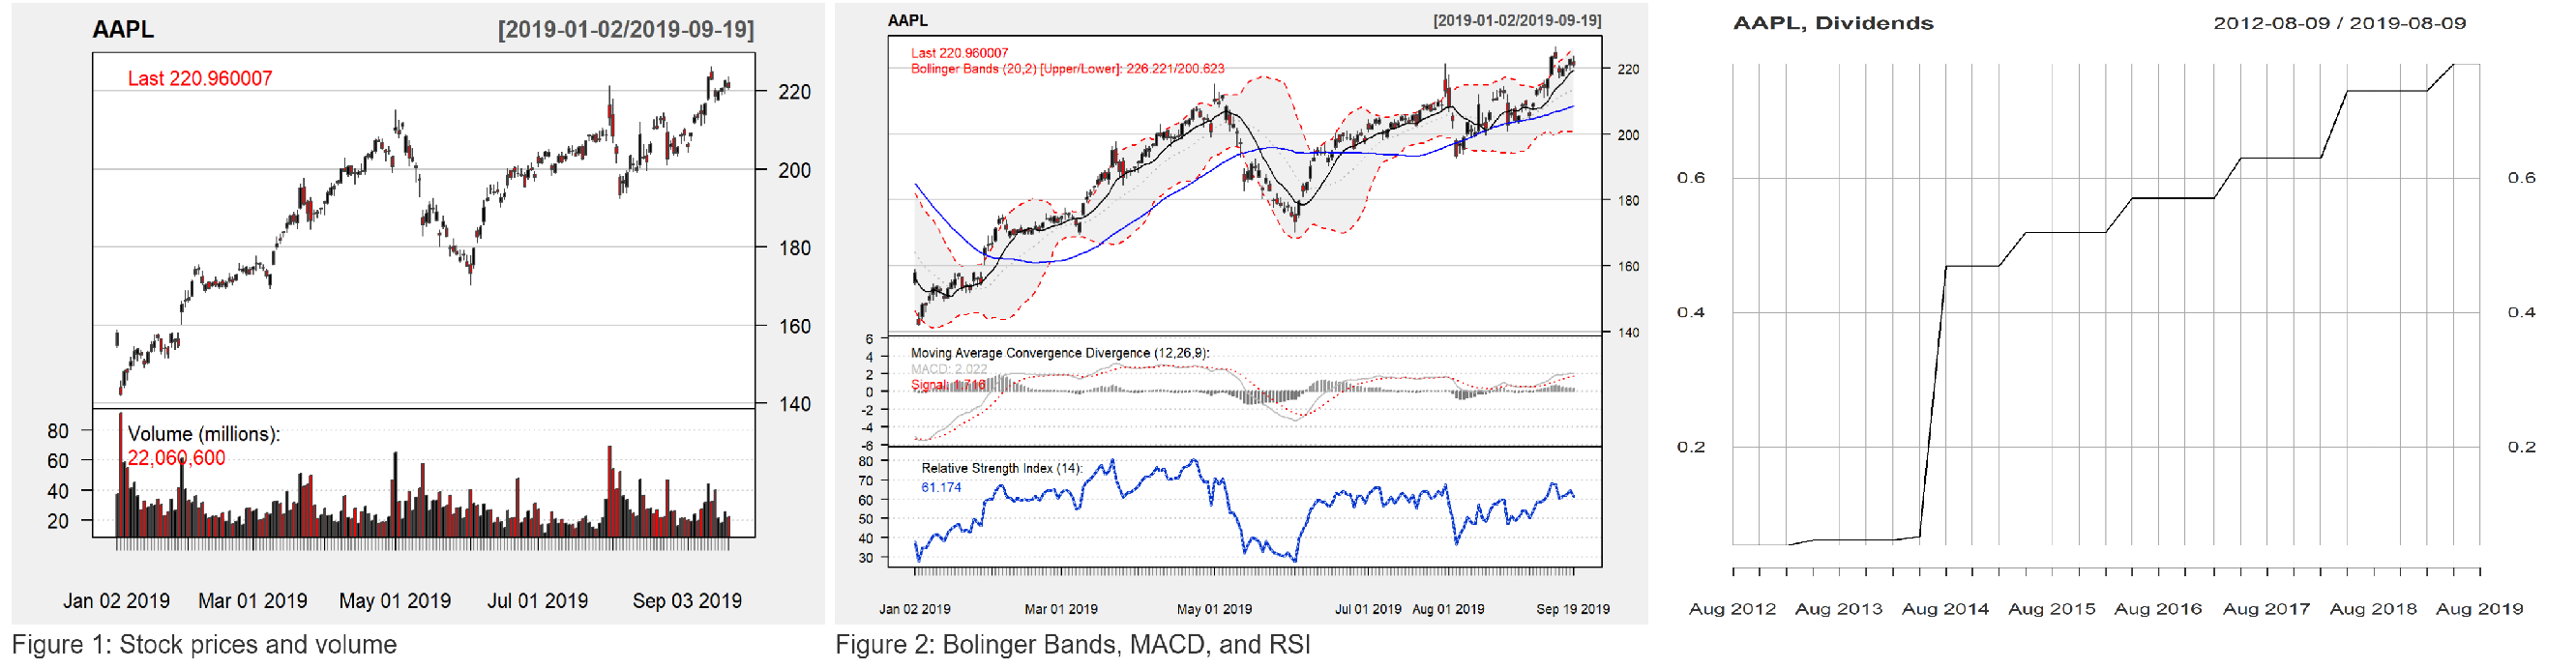 AAPL [2019-01-02/2019-09-19]
Last 220.960007
220
200
180
160
140
Volume (millions):
22,060,600
80
60
40
20
Jan 02 2019 Mar 01 2019 May 01 2019 Jul 01 2019 Sep 03 2019
Figure 1: Stock prices and volume
AAPL [2019-01-02/2019-09-19]
Last 220.960007
Bolinger Bands (20,2) [Upper/Lower]: 226.221/200.623
220
200
180
160
140
Moving Average Convergence Divergence (12,26,9):
MACD: 2.022
Signal: 1.716
6
4
2
0
-2
-4
-6
Relative Strength Index (14):
61.174
80
70
60
50
40
30
Jan 02 2019 Mar 01 2019 May 01 2019 Jul 01 2019 Aug 01 2019 Sep 19 2019
Figure 2: Bolinger Bands, MACD, and RSI
AAPL, Dividends 2012-08-09 / 2019-08-09
0.6 0.6
0.4 0.4
0.2 0.2
Aug 2012 Aug 2013 Aug 2014 Aug 2015 Aug 2016 Aug 2017 Aug 2018 Aug 2019